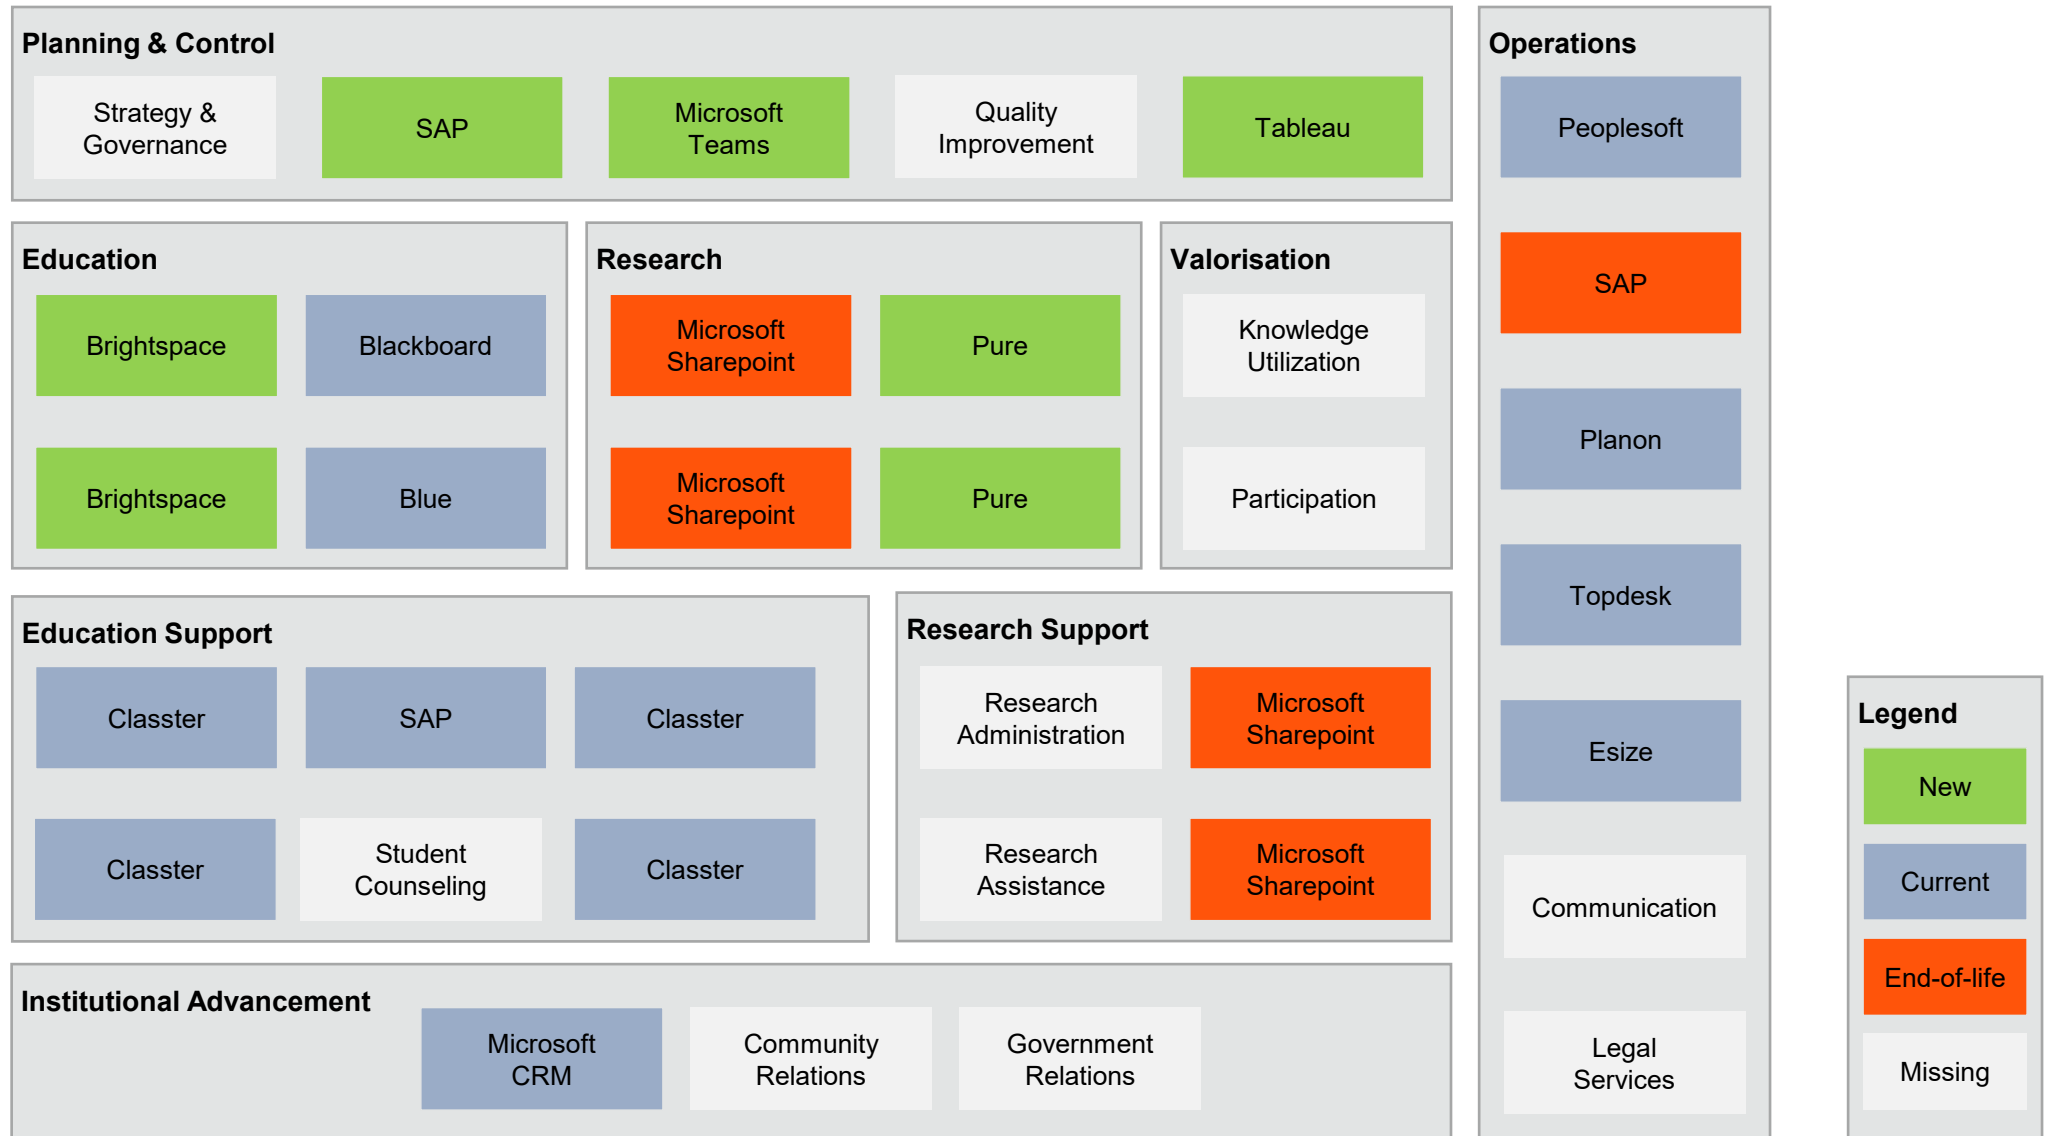 Planning & Control
Strategy &
Governance
SAP
Microsoft
Teams
Quality
Improvement
Tableau
Education
Brightspace
Blackboard
Brightspace
Blue
Research
Microsoft
Sharepoint
Pure
Microsoft
Sharepoint
Pure
Valorisation
Knowledge
Utilization
Participation
Education Support
Classter
SAP
Classter
Classter
Student
Counseling
Classter
Research Support
Research
Administration
Microsoft
Sharepoint
Research
Assistance
Microsoft
Sharepoint
Institutional Advancement
Microsoft
CRM
Community
Relations
Government
Relations
Operations
Peoplesoft
SAP
Planon
Topdesk
Esize
Communication
Legal
Services
Legend
New
Current
End-of-life
Missing